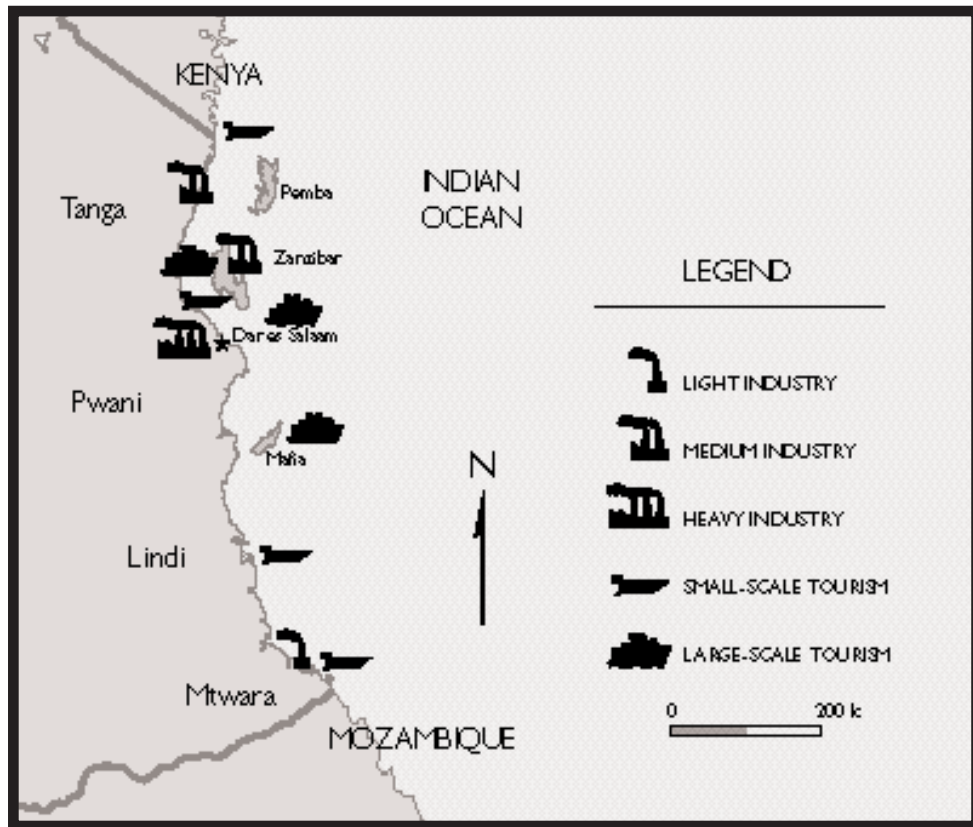 KENYA
Pemba
INDIAN
OCEAN
Tanga
Zanzibar
LEGEND
Dar es Salaam
LIGHT INDUSTRY
Pwani
MEDIUM INDUSTRY
Mafia
N
HEAVY INDUSTRY
Lindi
SMALL-SCALE TOURISM
LARGE-SCALE TOURISM
Mtwara
0 200 k
MOZAMBIQUE